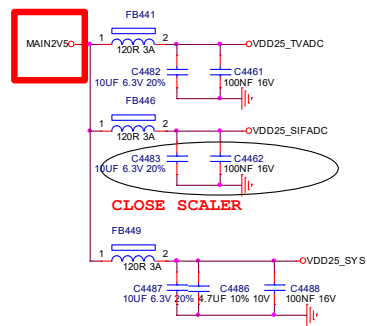 FB441
MAIN2V5
1 2
VDD25_TVADC
120R 3A
C4482 C4461
10UF 6.3V 20% 100NF 16V
FB446
1 2
VDD25_SIFADC
120R 3A
C4483 C4462
10UF 6.3V 20% 100NF 16V
CLOSE SCALER
FB449
1 2
VDD25_SYS
120R 3A
C4487 C4486 C4488
10UF 6.3V 20% 4.7UF 10% 10V 100NF 16V